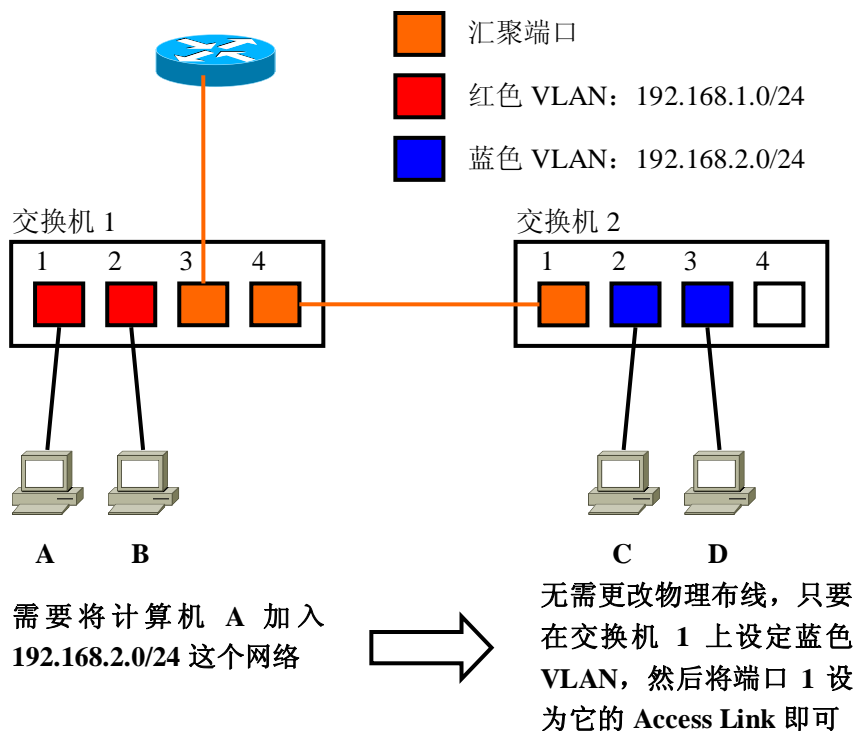 汇聚端口
红色 VLAN：192.168.1.0/24
蓝色 VLAN：192.168.2.0/24
交换机 1
1 2 3 4
交换机 2
1 2 3 4
A B
C D
需要将计算机 A 加入
192.168.2.0/24 这个网络
无需更改物理布线，只要
在交换机 1 上设定蓝色
VLAN，然后将端口 1 设
为它的 Access Link 即可